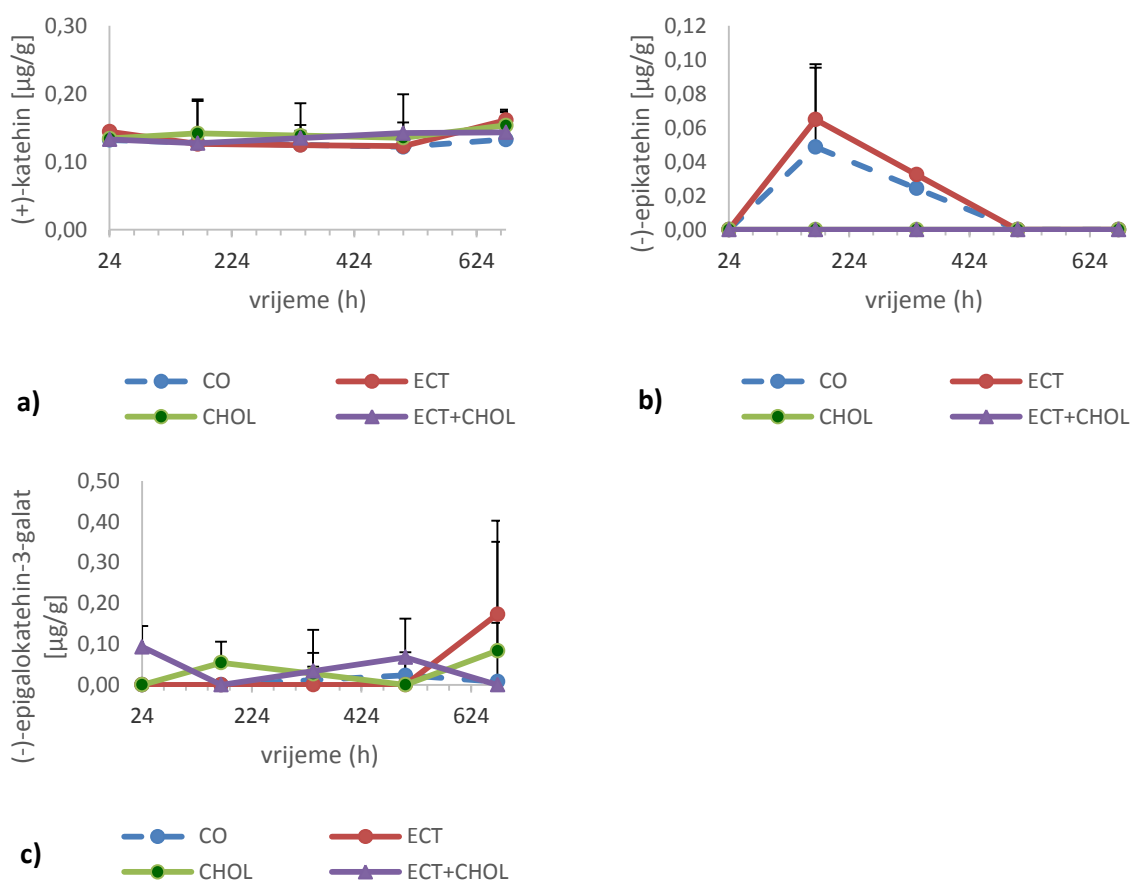 (+)-katehin [µg/g]
0,30
0,20
0,10
0,00
24 224 424 624
vrijeme (h)
CO ECT
CHOL ECT+CHOL
a)
(-)-epikatehin [µg/g]
0,12
0,10
0,08
0,06
0,04
0,02
0,00
24 224 424 624
vrijeme (h)
CO ECT
CHOL ECT+CHOL
b)
(-)-epigalokatehin-3-galat
[µg/g]
0,50
0,40
0,30
0,20
0,10
0,00
24 224 424 624
vrijeme (h)
CO ECT
CHOL ECT+CHOL
c)